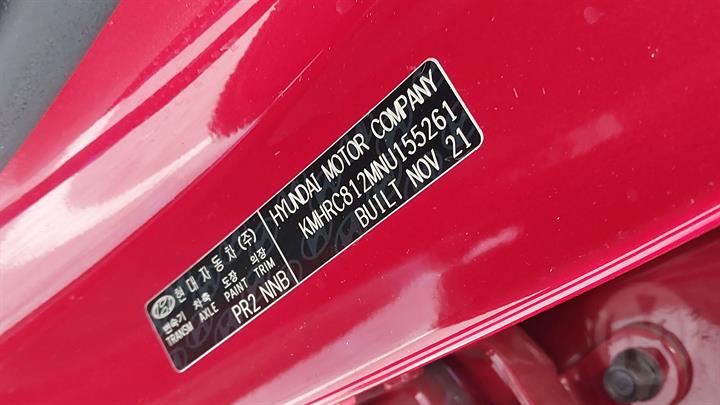 현대자동차(주)
변속기 차축 도장 의장
TRANSM AXLE PAINT TRIM
PR2 NNB
HYUNDAI MOTOR COMPANY
KMHRC812MNU155261
BUILT NOV 21